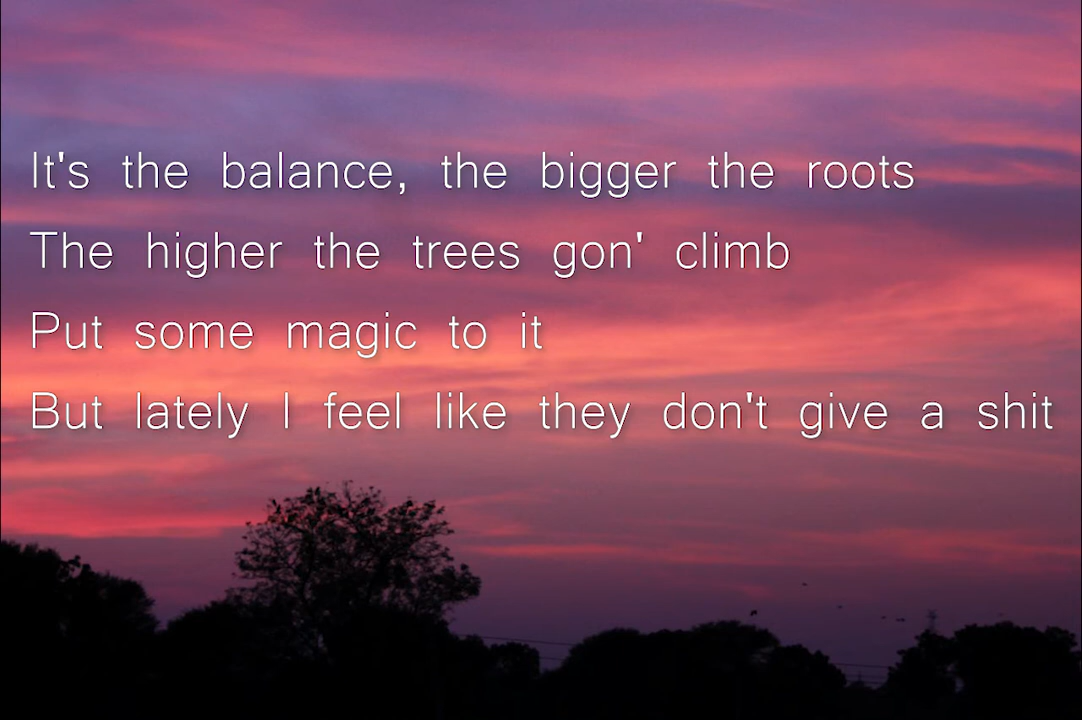 It's the balance, the bigger the roots
The higher the trees gon' climb
Put some magic to it
But lately I feel like they don't give a shit